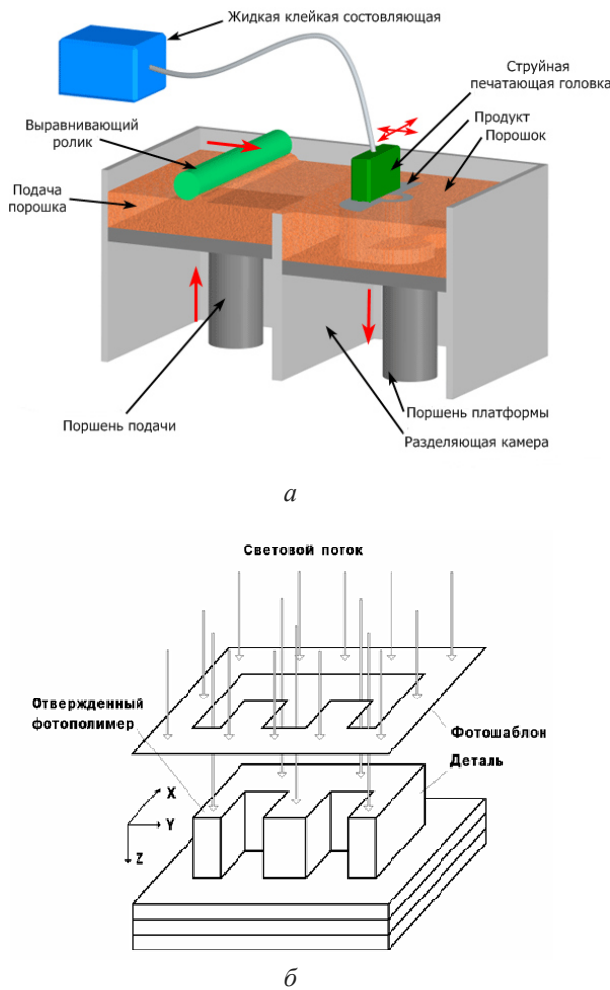 Жидкая клейкая состовляющая
Струйная
печатающая головка
Продукт
Порошок
Выравнивающий
ролик
Подача
порошка
Поршень подачи
Поршень платформы
Разделяющая камера
а
Световой поток
Отвержденный
фотополимер
Фотошаблон
Деталь
X
Y
Z
б